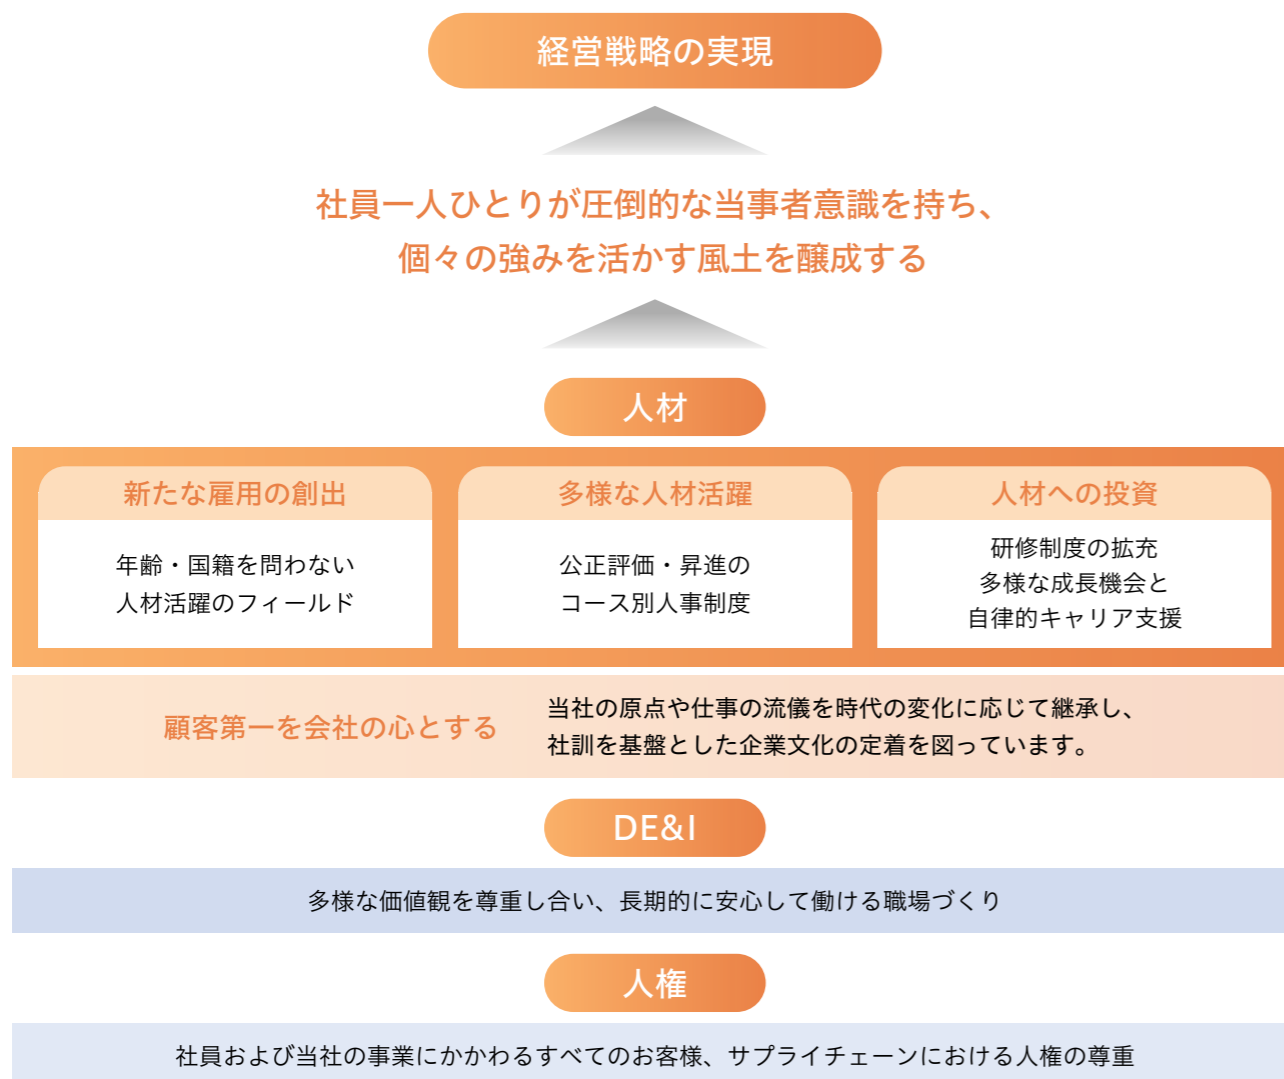 経営戦略の実現
社員一人ひとりが圧倒的な当事者意識を持ち、
個々の強みを活かす風土を醸成する
人材
新たな雇用の創出
年齢・国籍を問わない
人材活躍のフィールド
多様な人材活躍
公正評価・昇進の
コース別人事制度
人材への投資
研修制度の拡充
多様な成長機会と
自律的キャリア支援
顧客第一を会社の心とする
当社の原点や仕事の流儀を時代の変化に応じて継承し、
社訓を基盤とした企業文化の定着を図っています。
DE&I
多様な価値観を尊重し合い、長期的に安心して働ける職場づくり
人権
社員および当社の事業にかかわるすべてのお客様、サプライチェーンにおける人権の尊重